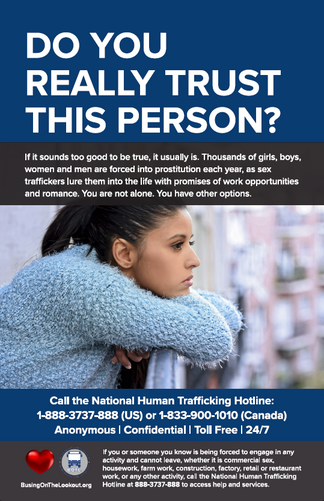 DO YOU
REALLY TRUST
THIS PERSON?
If it sounds too good to be true, it usually is. Thousands of girls, boys,
women and men are forced into prostitution each year, as sex
traffickers lure them into the life with promises of work opportunities
and romance. You are not alone. You have other options.
Call the National Human Trafficking Hotline:
1-888-3737-888 (US) or 1-833-900-1010 (Canada)
Anonymous | Confidential | Toll Free | 24/7
BusingOnTheLookout.org
If you or someone you know is being forced to engage in any
activity and cannot leave, whether it is commercial sex,
housework, farm work, construction, factory, retail or restaurant
work, or any other activity, call the National Human Trafficking
Hotline at 888-3737-888 to access help and services.